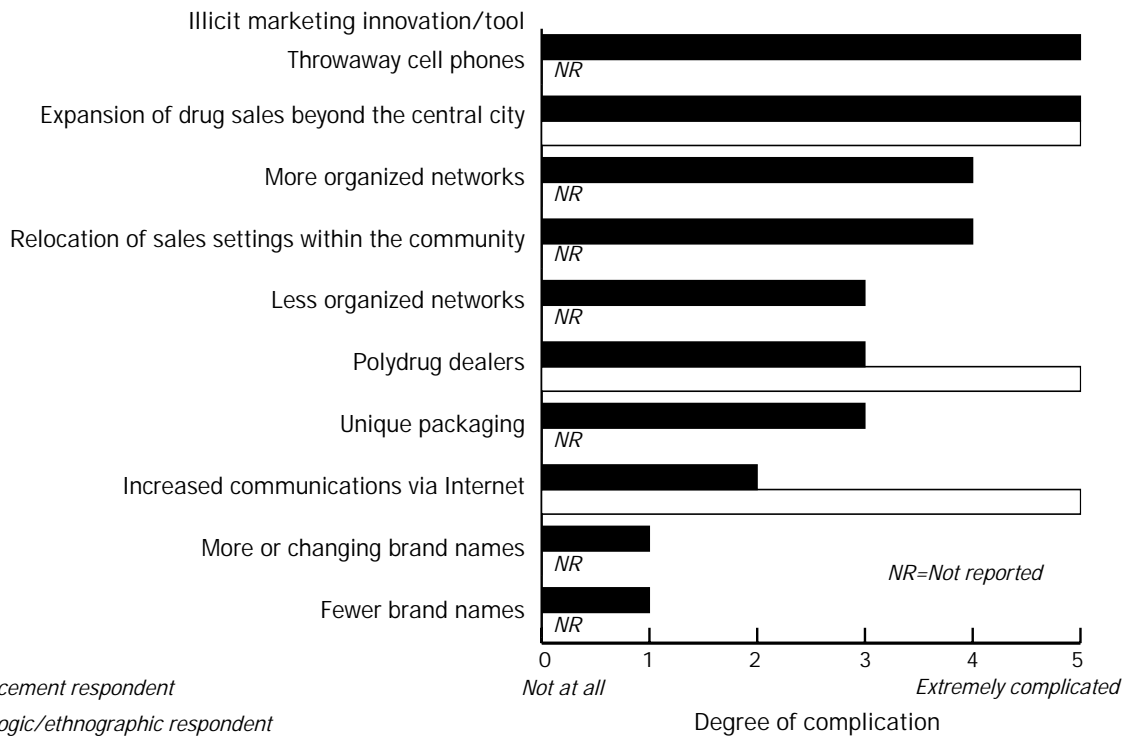 Illicit marketing innovation/tool
Throwaway cell phones
NR
Expansion of drug sales beyond the central city
More organized networks
NR
Relocation of sales settings within the community
NR
Less organized networks
NR
Polydrug dealers
Unique packaging
NR
Increased communications via Internet
More or changing brand names
NR
NR=Not reported
Fewer brand names
NR
0 1 2 3 4 5
cement respondent
Not at all
Extremely complicated
ogic/ethnographic respondent
Degree of complication